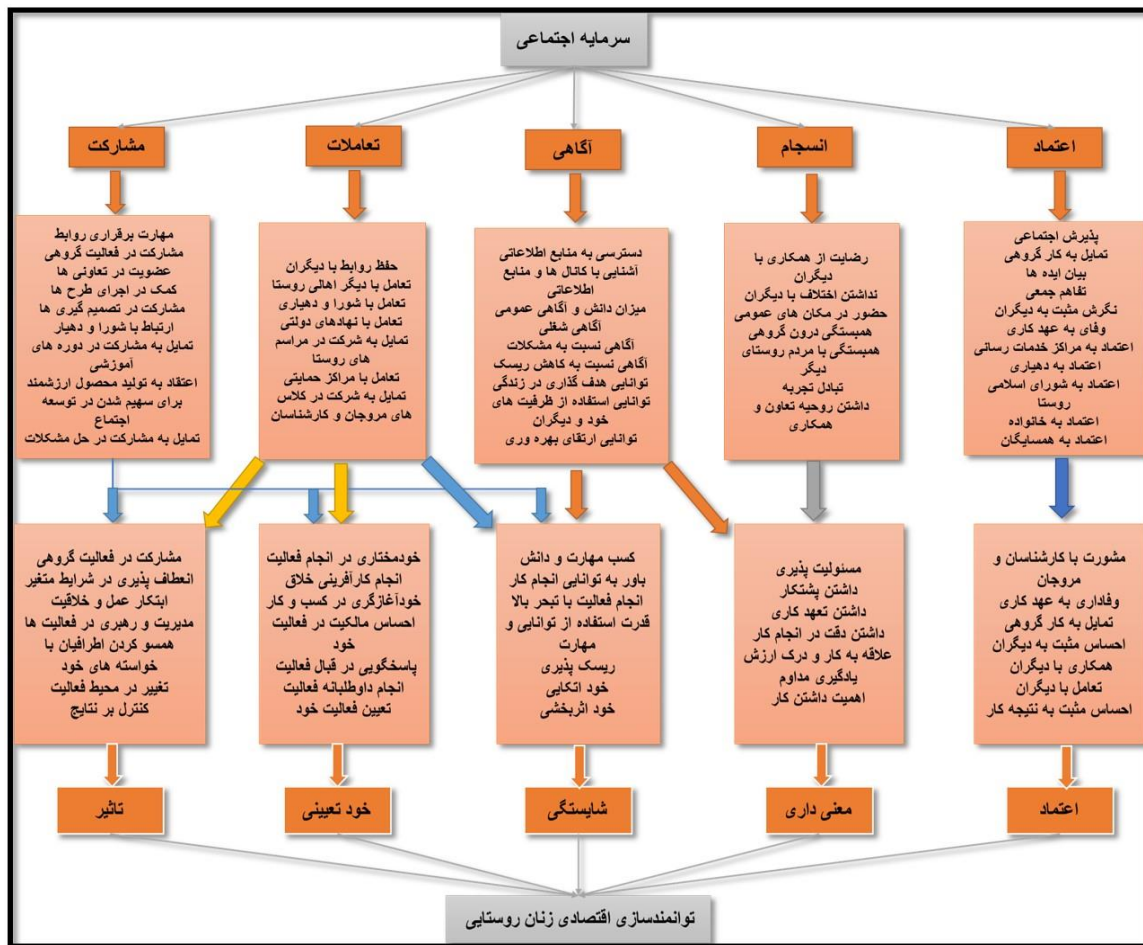 سرمایه اجتماعی
اعتماد
انسجام
آگاهی
تعاملات
مشارکت
پذیرش اجتماعی
تمایل به کار گروهی
بیان ایده ها
تفاهم جمعی
نگرش مثبت به دیگران
وفای به عهد کاری
اعتماد به مراکز خدمات رسانی
اعتماد به دهیاری
اعتماد به شورای اسلامی
روستا
اعتماد به خانواده
اعتماد به همسایگان
رضایت از همکاری با
دیگران
نداشتن اختلاف با دیگران
حضور در مکان های عمومی
همبستگی درون گروهی
همبستگی با مردم روستای
دیگر
تبادل تجربه
داشتن روحیه تعاون و
همکاری
دسترسی به منابع اطلاعاتی
آشنایی با کانال ها و منابع
اطلاعاتی
میزان دانش و آگاهی عمومی
آگاهی شغلی
آگاهی نسبت به مشکلات
آگاهی نسبت به کاهش ریسک
توانایی هدف گذاری در زندگی
توانایی استفاده از ظرفیت های
خود و دیگران
توانایی ارتقای بهره وری
حفظ روابط با دیگران
تعامل با دیگر اهالی روستا
تعامل با شورا و دهیاری
تعامل با نهادهای دولتی
تمایل به شرکت در مراسم
های روستا
تعامل با مراکز حمایتی
تمایل به شرکت در کلاس
های مروجان و کارشناسان
مهارت برقراری روابط
مشارکت در فعالیت گروهی
عضویت در تعاونی ها
کمک در اجرای طرح ها
مشارکت در تصمیم گیری ها
ارتباط با شورا و دهیار
تمایل به مشارکت در دوره های
آموزشی
اعتقاد به تولید محصول ارزشمند
برای سهیم شدن در توسعه
اجتماع
تمایل به مشارکت در حل مشکلات
مشورت با کارشناسان و
مروجان
وفاداری به عهد کاری
تمایل به کار گروهی
احساس مثبت به دیگران
همکاری با دیگران
تعامل با دیگران
احساس مثبت به نتیجه کار
مسئولیت پذیری
داشتن پشتکار
داشتن تعهد کاری
داشتن دقت در انجام کار
علاقه به کار و درک ارزش
یادگیری مداوم
اهمیت داشتن کار
کسب مهارت و دانش
باور به توانایی انجام کار
انجام فعالیت با تبحر بالا
قدرت استفاده از توانایی و
مهارت
ریسک پذیری
خود اتکایی
خود اثربخشی
خودمختاری در انجام فعالیت
انجام کارآفرینی خلاق
خودآغازگری در کسب و کار
احساس مالکیت در فعالیت
خود
پاسخگویی در قبال فعالیت
انجام داوطلبانه فعالیت
تعیین فعالیت خود
مشارکت در فعالیت گروهی
انعطاف پذیری در شرایط متغیر
ابتکار عمل و خلاقیت
مدیریت و رهبری در فعالیت ها
همسو کردن اطرافیان با
خواسته های خود
تغییر در محیط فعالیت
کنترل بر نتایج
اعتماد
معنی داری
شایستگی
خود تعیینی
تاثیر
توانمندسازی اقتصادی زنان روستایی